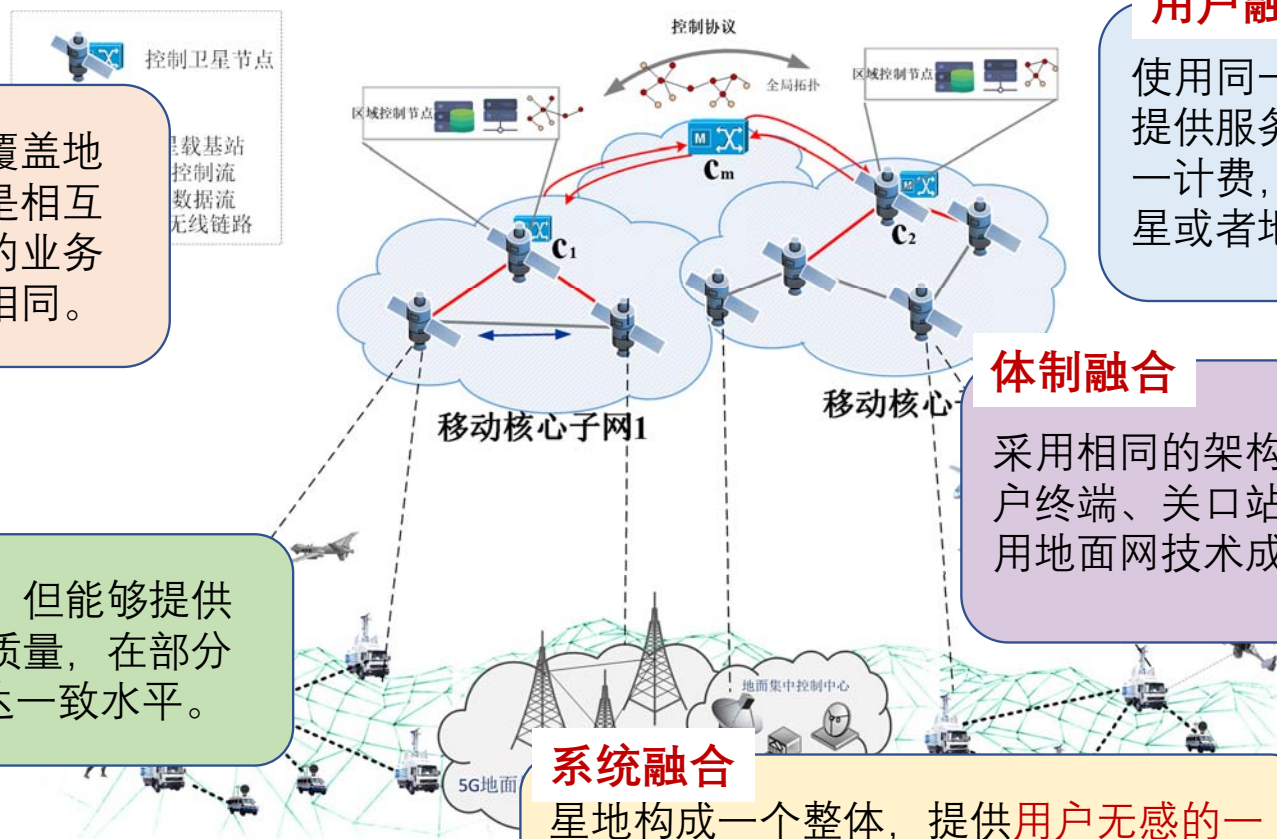 控制卫星节点
星载基站
控制流
数据流
无线链路
覆盖地
是相互
的业务
相同。
控制协议
全局拓扑
区域控制节点
区域控制节点
M
Cm
C1
M
C2
移动核心子网1
移动核心
用户融
使用同一
提供服务
一计费，
星或者地
体制融合
采用相同的架构
户终端、关口站
用地面网技术成
，但能够提供
质量，在部分
达一致水平。
地面集中控制中心
5G地面
系统融合
星地构成一个整体，提供用户无感的一